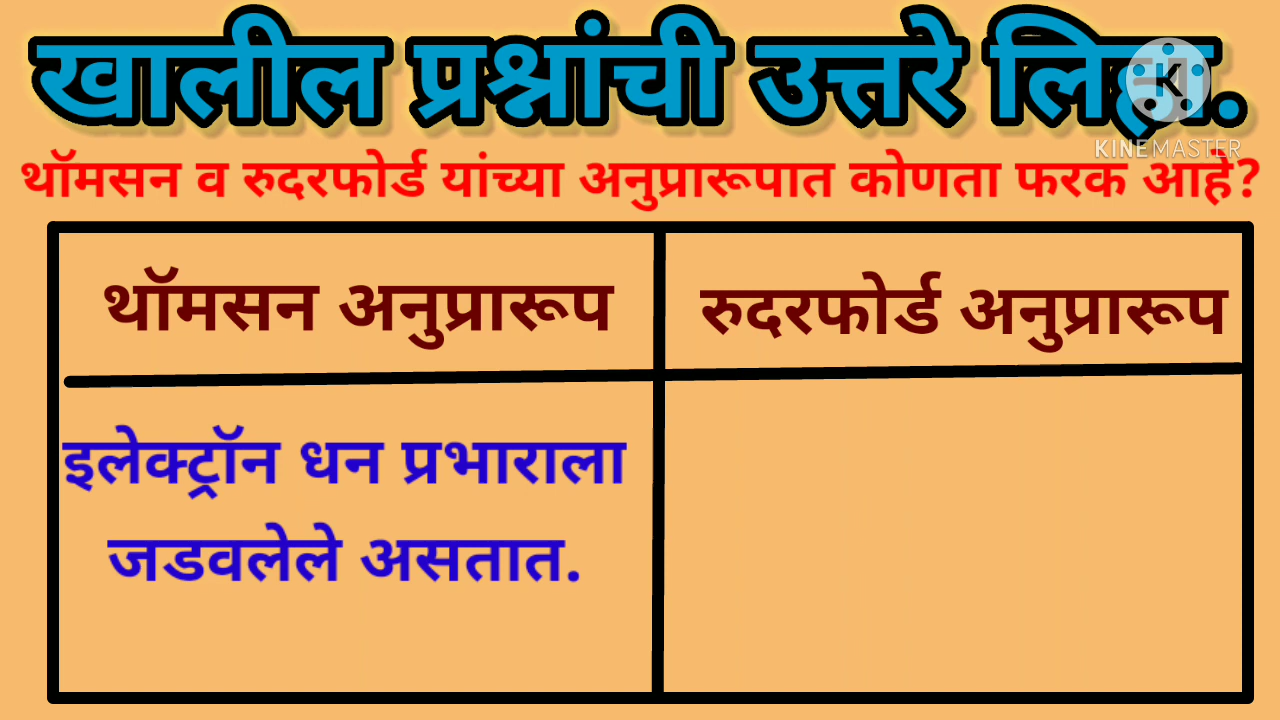 खालील प्रश्नांची उत्तरे लिहा.
KINEMASTER
थॉमसन व रुदरफोर्ड यांच्या अनुप्रारूपात कोणता फरक आहे?
थॉमसन अनुप्रारूप
रुदरफोर्ड अनुप्रारूप
इलेक्ट्रॉन धन प्रभाराला
जडवलेले असतात.